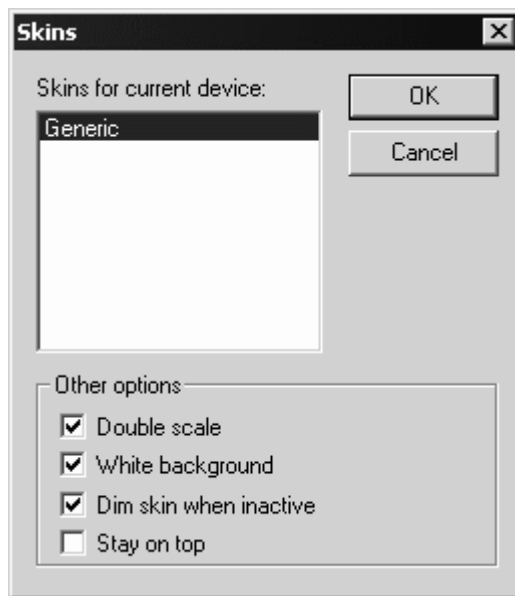 Skins
Skins for current device:
OK
Generic
Cancel
Other options
Double scale
White background
Dim skin when inactive
Stay on top